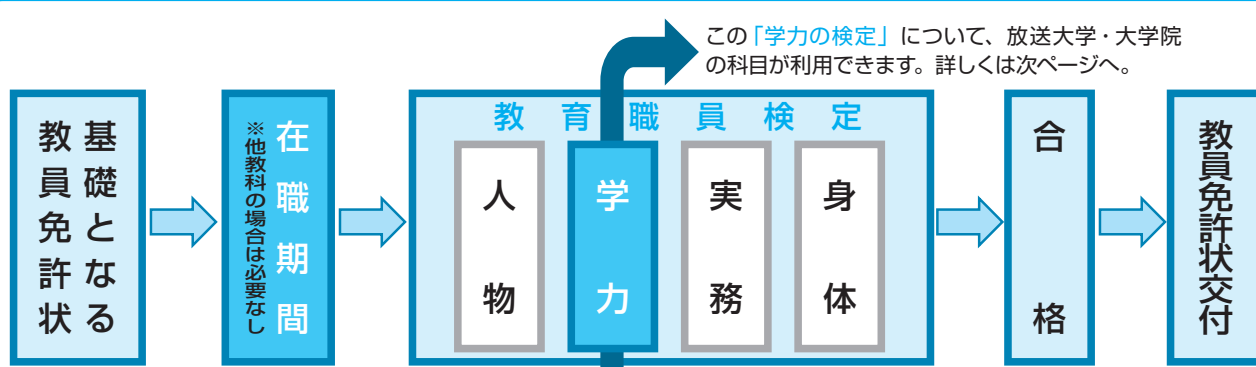 この「学力の検定」について、放送大学・大学院
の科目が利用できます。詳しくは次ページへ。
基礎となる
教員免許状
在職期間
※他教科の場合は必要なし
教育職員検定
人物
学力
実務
身体
合格
教員免許状交付